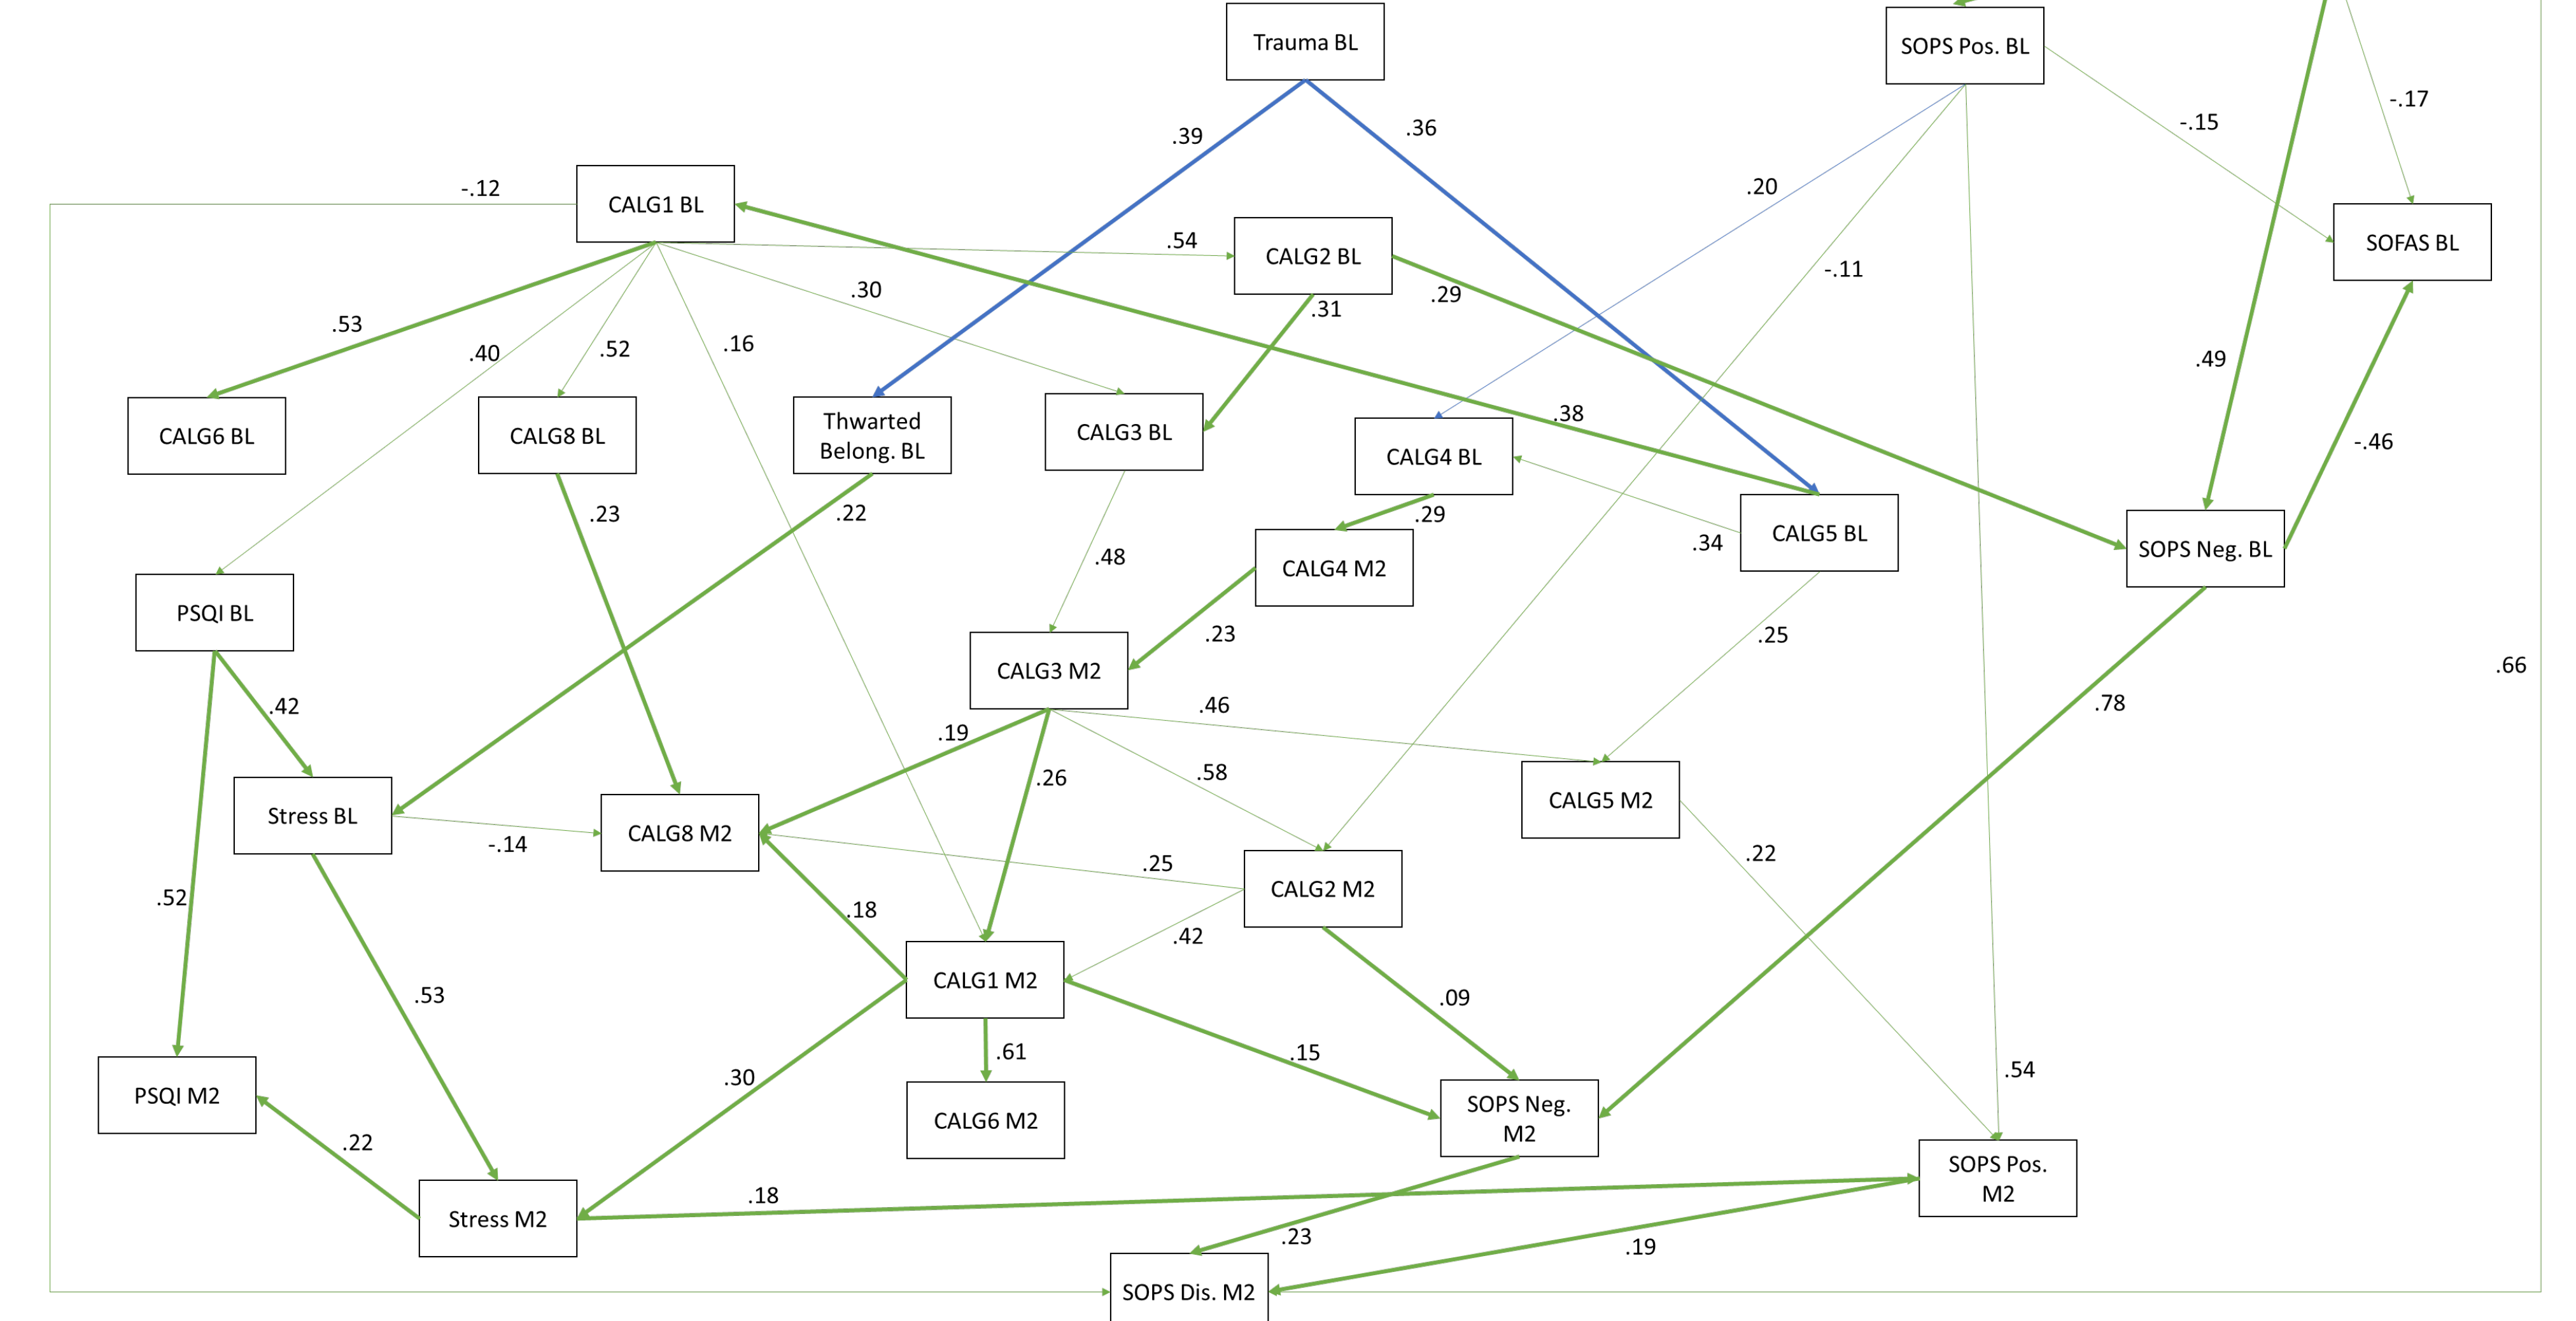 Trauma BL
SOPS Pos. BL
-.17
-.15
.39
.36
.20
CALG1 BL
-.12
SOFAS BL
.54
CALG2 BL
-.11
.30
.29
.31
.53
.16
.52
.40
.49
.38
-.46
CALG6 BL
CALG8 BL
Thwarted
Belong. BL
CALG3 BL
CALG4 BL
.23
.22
.29
CALG5 BL
.34
SOPS Neg. BL
.48
CALG4 M2
PSQI BL
.23
.25
CALG3 M2
.66
.42
.46
.78
.19
.58
.26
CALG5 M2
Stress BL
-.14
CALG8 M2
.25
.22
CALG2 M2
.52
.18
.42
CALG1 M2
.53
.09
.61
.15
.30
.54
PSQI M2
CALG6 M2
SOPS Neg.
M2
.22
SOPS Pos.
M2
.18
Stress M2
.23
.19
SOPS Dis. M2